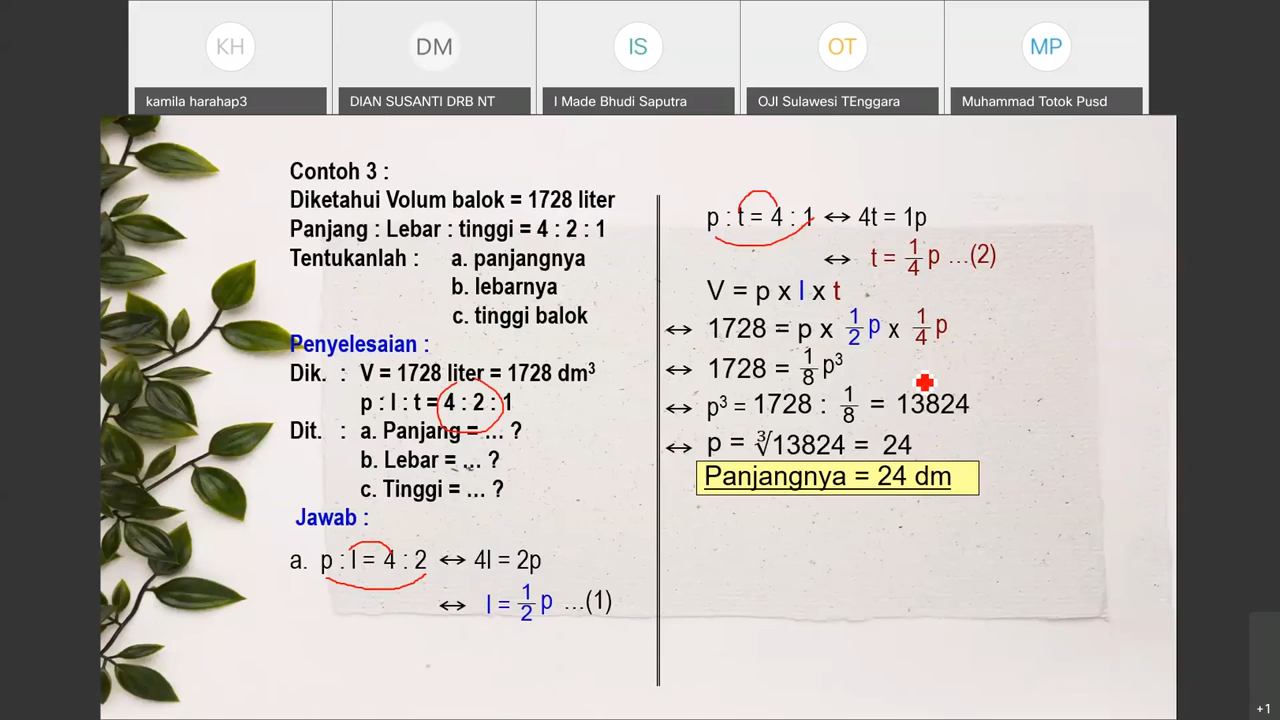 KH
DM
IS
OT
MP
kamila harahap3
DIAN SUSANTI DRB NT
I Made Bhudi Saputra
OJI Sulawesi TEnggara
Muhammad Totok Pusd
Contoh 3 :
Diketahui Volum balok = 1728 liter
Panjang : Lebar : tinggi = 4 : 2 : 1
Tentukanlah : a. panjangnya
b. lebarnya
c. tinggi balok
Penyelesaian :
Dik. : V = 1728 liter = 1728 dm³
p : l : t = 4 : 2 : 1
Dit. : a. Panjang = ... ?
b. Lebar = ... ?
c. Tinggi = ... ?
Jawab :
a. p : l = 4 : 2 ↔ 4l = 2p
↔ l = 1/2 p ...(1)
p : t = 4 : 1 ↔ 4t = 1p
↔ t = 1/4 p ...(2)
V = p x l x t
↔ 1728 = p x 1/2 p x 1/4 p
↔ 1728 = 1/8 p³
↔ p³ = 1728 : 1/8 = 13824
↔ p = ∛13824 = 24
Panjangnya = 24 dm
+1